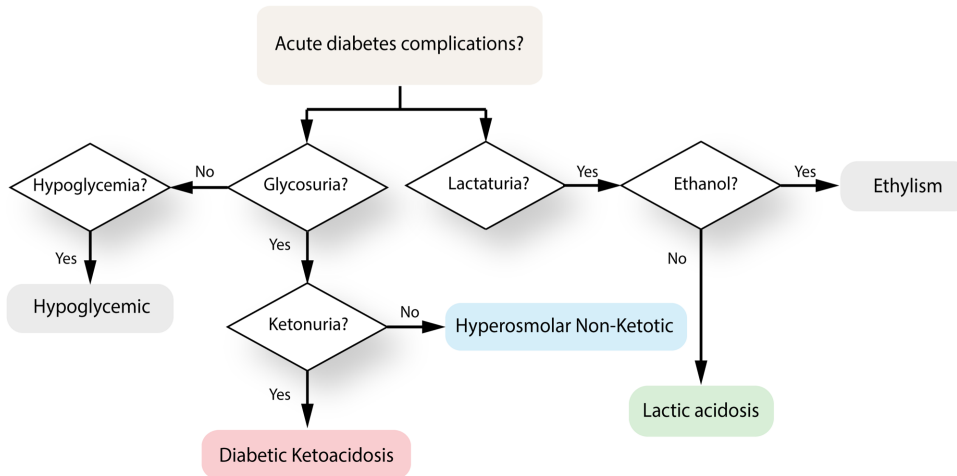 Acute diabetes complications?
Hypoglycemia?
No
Glycosuria?
Lactaturia?
Yes
Ethanol?
Yes
Ethylism
Yes
Yes
No
Hypoglycemic
Ketonuria?
No
Hyperosmolar Non-Ketotic
Yes
Lactic acidosis
Diabetic Ketoacidosis